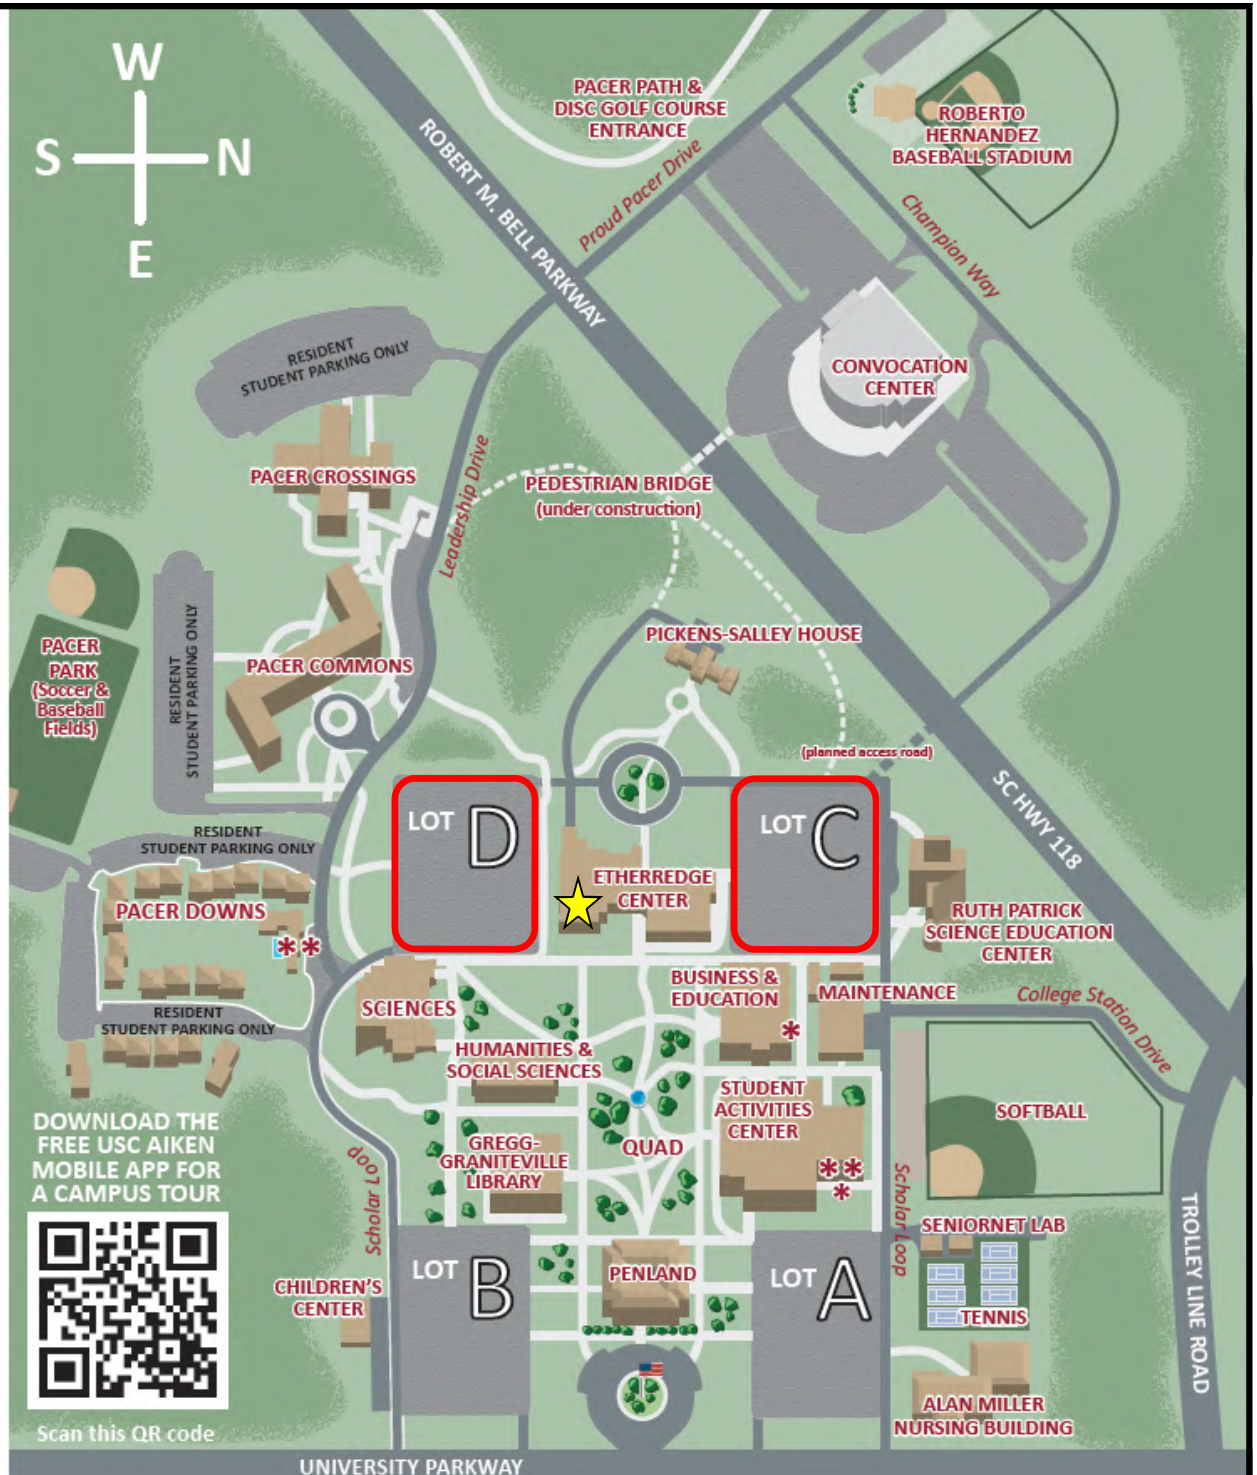 W
S
N
E
PACER PATH &
DISC GOLF COURSE
ENTRANCE
ROBERTO
HERNANDEZ
BASEBALL STADIUM
ROBERT M. BELL PARKWAY
Proud Pacer Drive
Champion Way
RESIDENT
STUDENT PARKING ONLY
CONVOCATION
CENTER
PACER CROSSINGS
Leadership Drive
PEDESTRIAN BRIDGE
(under construction)
PACER
PARK
(Soccer &
Baseball
Fields)
RESIDENT
STUDENT PARKING ONLY
PACER COMMONS
PICKENS-SALLEY HOUSE
(planned access road)
SC HWY 118
LOT D
LOT C
RESIDENT
STUDENT PARKING ONLY
ETHERREDGE
CENTER
PACER DOWNS
**
RUTH PATRICK
SCIENCE EDUCATION
CENTER
BUSINESS &
EDUCATION
*
MAINTENANCE
College Station Drive
SCIENCES
RESIDENT
STUDENT PARKING ONLY
HUMANITIES &
SOCIAL SCIENCES
STUDENT
ACTIVITIES
CENTER
**
*
SOFTBALL
DOWNLOAD THE
FREE USC AIKEN
MOBILE APP FOR
A CAMPUS TOUR
GREGG-
GRANITEVILLE
LIBRARY
QUAD
Scholar Loop
Scholar Loop
SENIORNET LAB
TROLLEY LINE ROAD
LOT B
PENLAND
LOT A
CHILDREN'S
CENTER
TENNIS
ALAN MILLER
NURSING BUILDING
Scan this QR code
UNIVERSITY PARKWAY